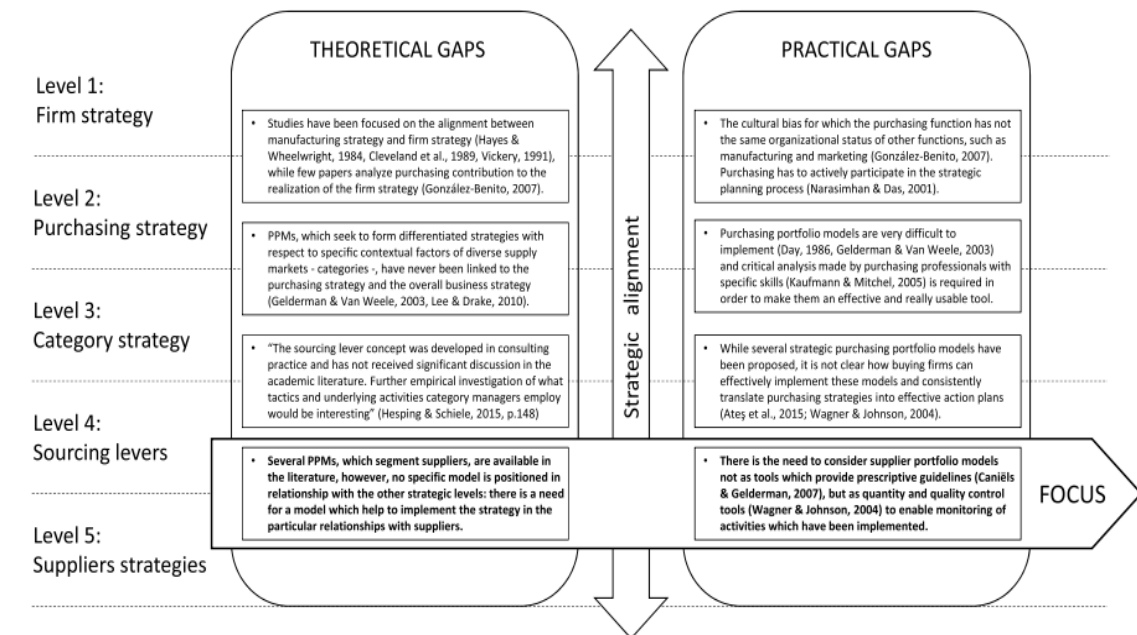 THEORETICAL GAPS
PRACTICAL GAPS
Level 1:
Firm strategy
• Studies have been focused on the alignment between
manufacturing strategy and firm strategy (Hayes &
Wheelwright, 1984, Cleveland et al., 1989, Vickery, 1991),
while few papers analyze purchasing contribution to the
realization of the firm strategy (González-Benito, 2007).
• The cultural bias for which the purchasing function has not
the same organizational status of other functions, such as
manufacturing and marketing (González-Benito, 2007).
Purchasing has to actively participate in the strategic
planning process (Narasimhan & Das, 2001).
Level 2:
Purchasing strategy
• PPMs, which seek to form differentiated strategies with
respect to specific contextual factors of diverse supply
markets - categories -, have never been linked to the
purchasing strategy and the overall business strategy
(Gelderman & Van Weele, 2003, Lee & Drake, 2010).
• Purchasing portfolio models are very difficult to
implement (Day, 1986, Gelderman & Van Weele, 2003)
and critical analysis made by purchasing professionals with
specific skills (Kaufmann & Mitchel, 2005) is required in
order to make them an effective and really usable tool.
Strategic alignment
Level 3:
Category strategy
• "The sourcing lever concept was developed in consulting
practice and has not received significant discussion in the
academic literature. Further empirical investigation of what
tactics and underlying activities category managers employ
would be interesting" (Hesping & Schiele, 2015, p.148)
• While several strategic purchasing portfolio models have
been proposed, it is not clear how buying firms can
effectively implement these models and consistently
translate purchasing strategies into effective action plans
(Ateş et al., 2015; Wagner & Johnson, 2004).
Level 4:
Sourcing levers
• Several PPMs, which segment suppliers, are available in
the literature, however, no specific model is positioned in
relationship with the other strategic levels: there is a need
for a model which help to implement the strategy in the
particular relationships with suppliers.
• There is the need to consider supplier portfolio models
not as tools which provide prescriptive guidelines (Caniëls
& Gelderman, 2007), but as quantity and quality control
tools (Wagner & Johnson, 2004) to enable monitoring of
activities which have been implemented.
FOCUS
Level 5:
Suppliers strategies